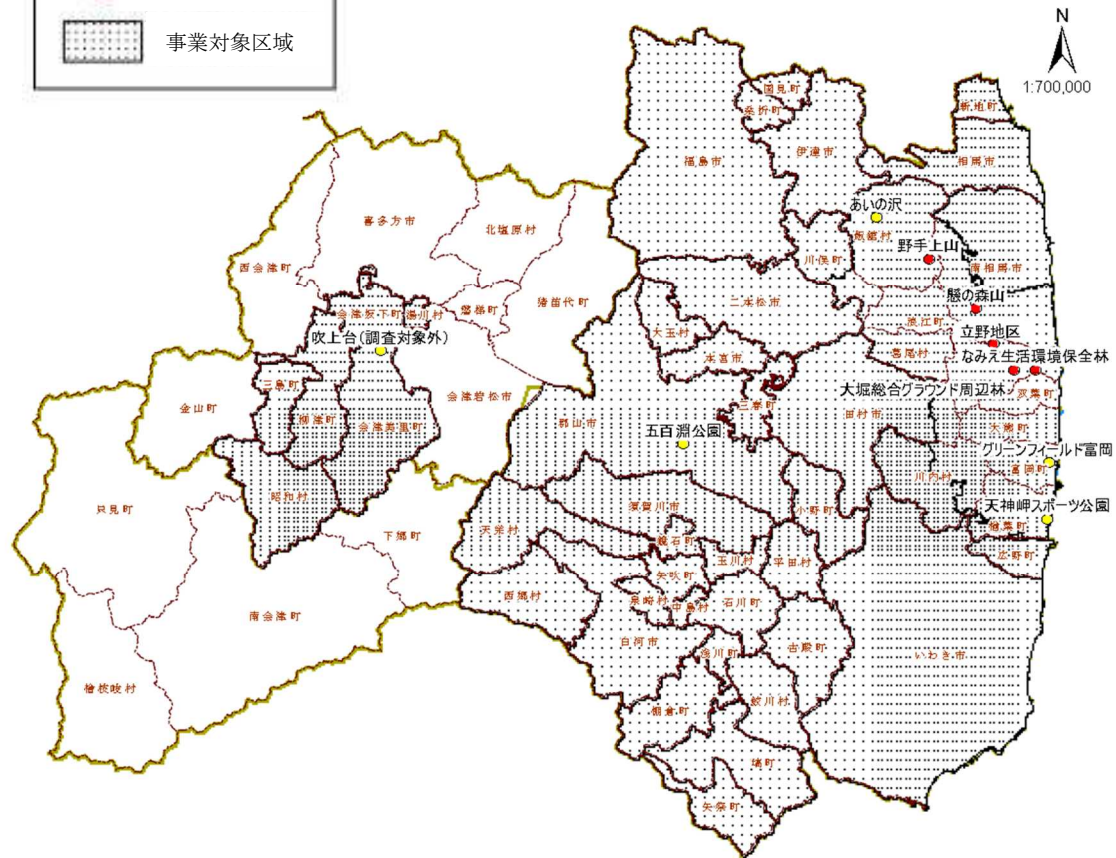 事業対象区域
N
1:700,000
国見町
桑折町
新地町
伊達市
相馬市
福島市
あいの沢
飯舘村
喜多方市
北塩原村
野手上山
川俣町
南相馬市
西会津町
猪苗代町
二本松市
懸の森山
会津坂下町
湯川村
磐梯町
浪江町
大玉村
立野地区
吹上台(調査対象外)
本宮市
葛尾村
なみえ生活環境保全林
三島町
大堀総合グラウンド周辺林
双葉町
金山町
柳津町
会津若松市
三春町
田村市
会津美里町
郡山市
大熊町
五百淵公園
グリーンフィールド富岡
川内村
富岡町
昭和村
只見町
須賀川市
小野町
天神岬スポーツ公園
下郷町
天栄村
楢葉町
鏡石町
広野町
玉川村
平田村
矢吹町
西郷村
泉崎村
中島村
石川町
南会津町
白河市
浅川町
古殿町
いわき市
檜枝岐村
鮫川村
棚倉町
塙町
矢祭町